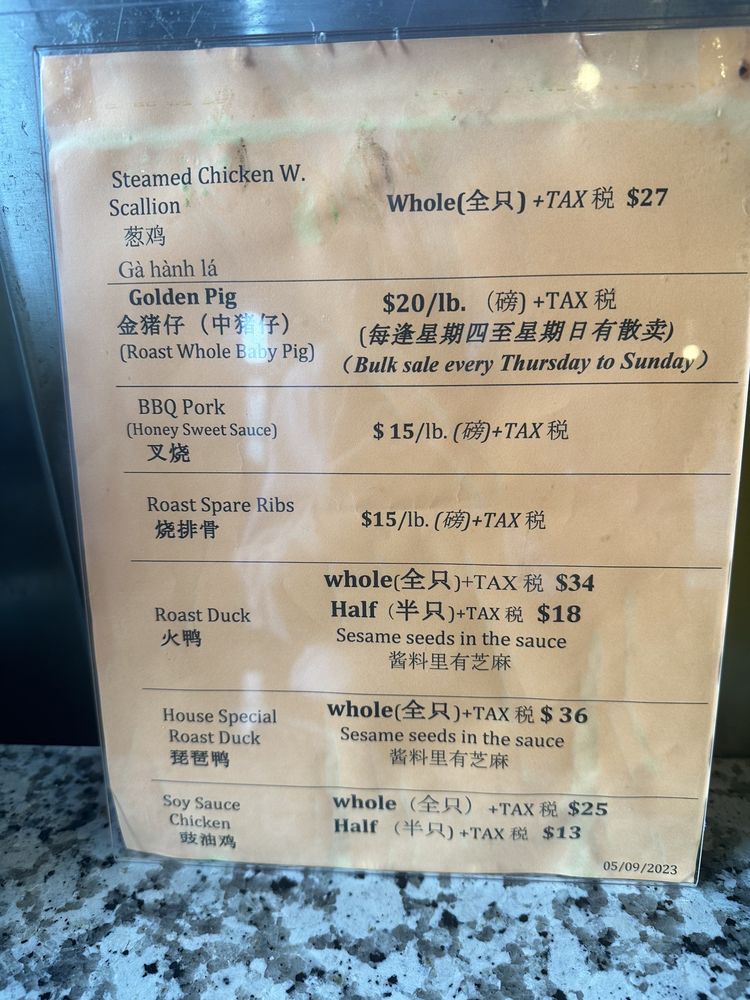 Steamed Chicken W.
Scallion
葱鸡
Gà hành lá
Whole(全只) +TAX 税 $27
Golden Pig
金猪仔（中猪仔）
(Roast Whole Baby Pig)
$20/lb. （磅) +TAX 税
(每逢星期四至星期日有散卖)
（Bulk sale every Thursday to Sunday）
BBQ Pork
(Honey Sweet Sauce)
叉烧
$ 15/lb. (磅)+TAX 税
Roast Spare Ribs
烧排骨
$15/lb. (磅)+TAX 税
Roast Duck
火鸭
whole(全只)+TAX 税 $34
Half（半只)+TAX 税 $18
Sesame seeds in the sauce
酱料里有芝麻
House Special
Roast Duck
琵琶鸭
whole(全只)+TAX 税 $ 36
Sesame seeds in the sauce
酱料里有芝麻
Soy Sauce
Chicken
豉油鸡
whole（全只） +TAX 税 $25
Half （半只) +TAX 税 $13
05/09/2023